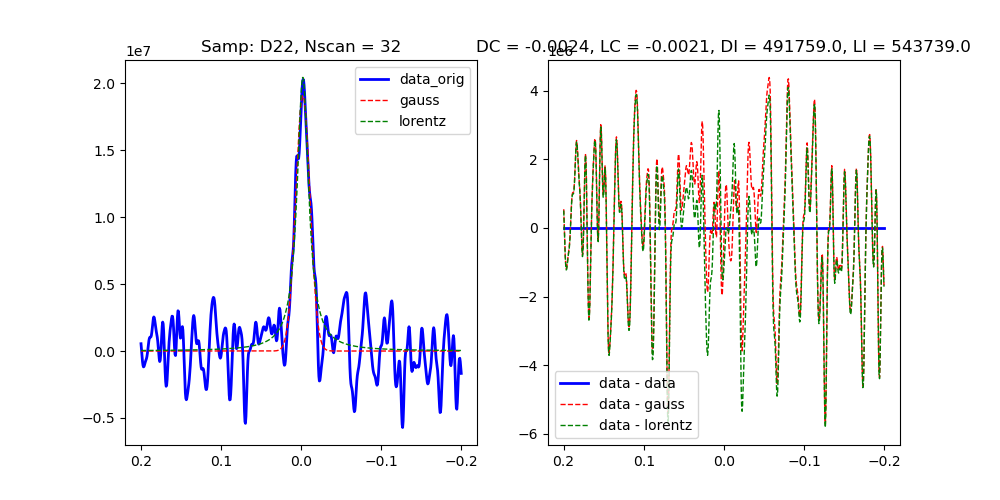 Samp: D22, Nscan = 32
DC = -0.0024, LC = -0.0021, DI = 491759.0, LI = 543739.0
1e7
1e6
data_orig
gauss
lorentz
2.0
1.5
1.0
0.5
0.0
−0.5
0.2
0.1
0.0
−0.1
−0.2
4
2
0
−2
−4
−6
data - data
data - gauss
data - lorentz
0.2
0.1
0.0
−0.1
−0.2